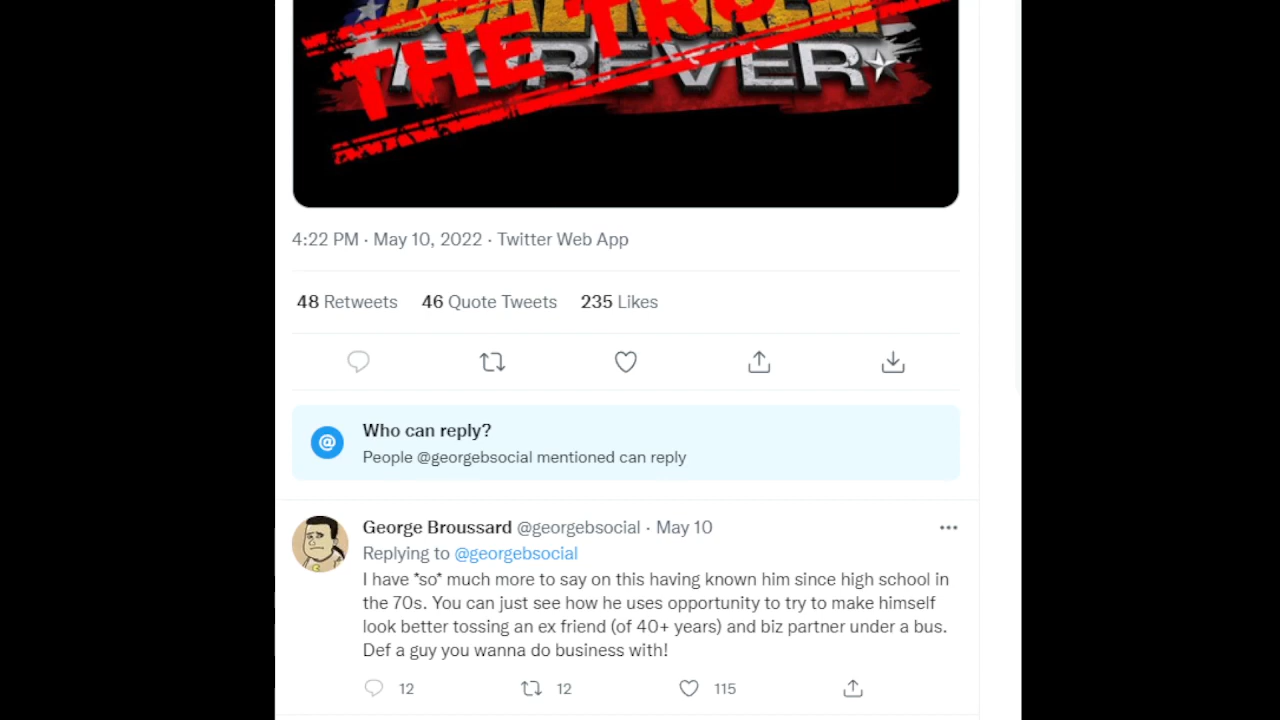 THE
FOREVER
4:22 PM · May 10, 2022 · Twitter Web App
48 Retweets 46 Quote Tweets 235 Likes
@ Who can reply?
People @georgebsocial mentioned can reply
George Broussard @georgebsocial · May 10
Replying to @georgebsocial
I have *so* much more to say on this having known him since high school in
the 70s. You can just see how he uses opportunity to try to make himself
look better tossing an ex friend (of 40+ years) and biz partner under a bus.
Def a guy you wanna do business with!
12 12 115